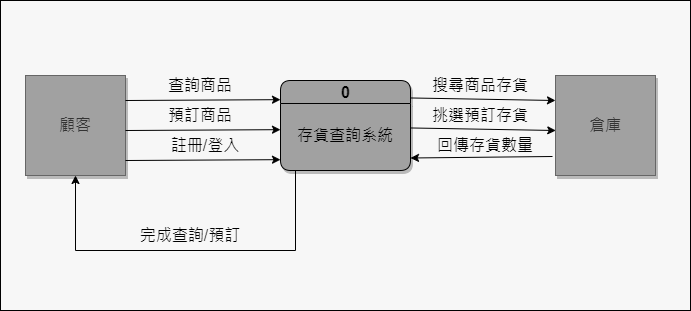 查詢商品
預訂商品
註冊/登入
顧客
0
存貨查詢系統
搜尋商品存貨
挑選預訂存貨
回傳存貨數量
倉庫
完成查詢/預訂